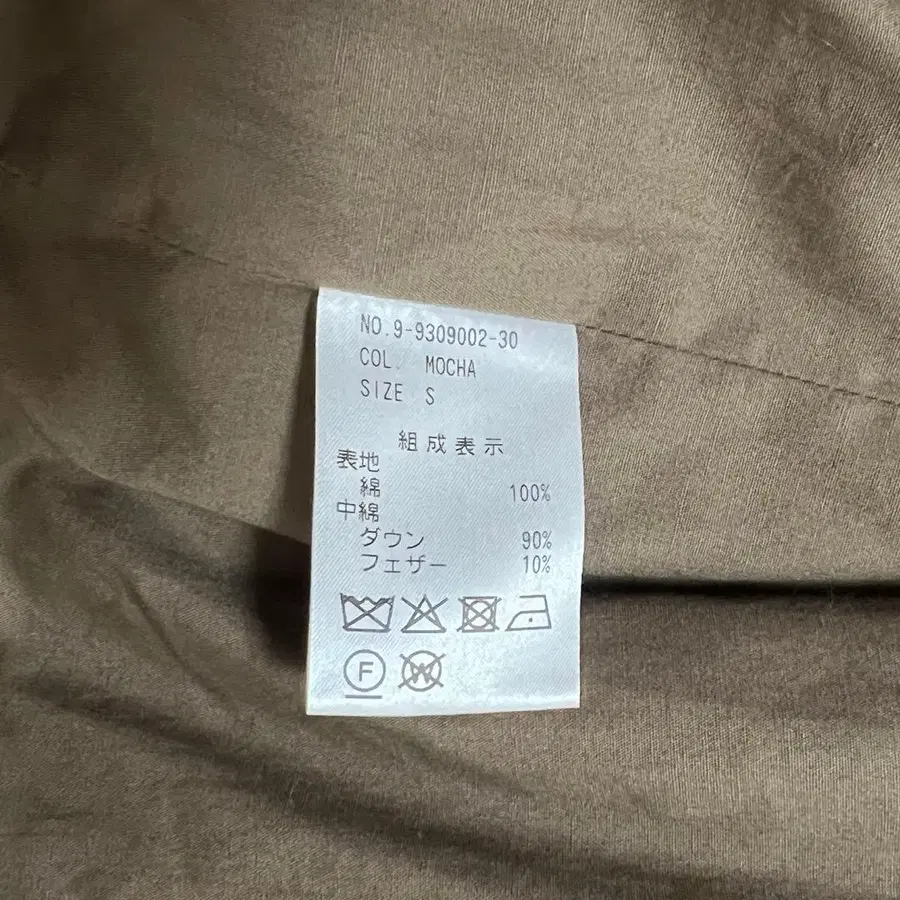 NO.9-9309002-30
COL. MOCHA
SIZE S
組成表示
表地
綿 100%
中綿
ダウン 90%
フェザー 10%
F
W